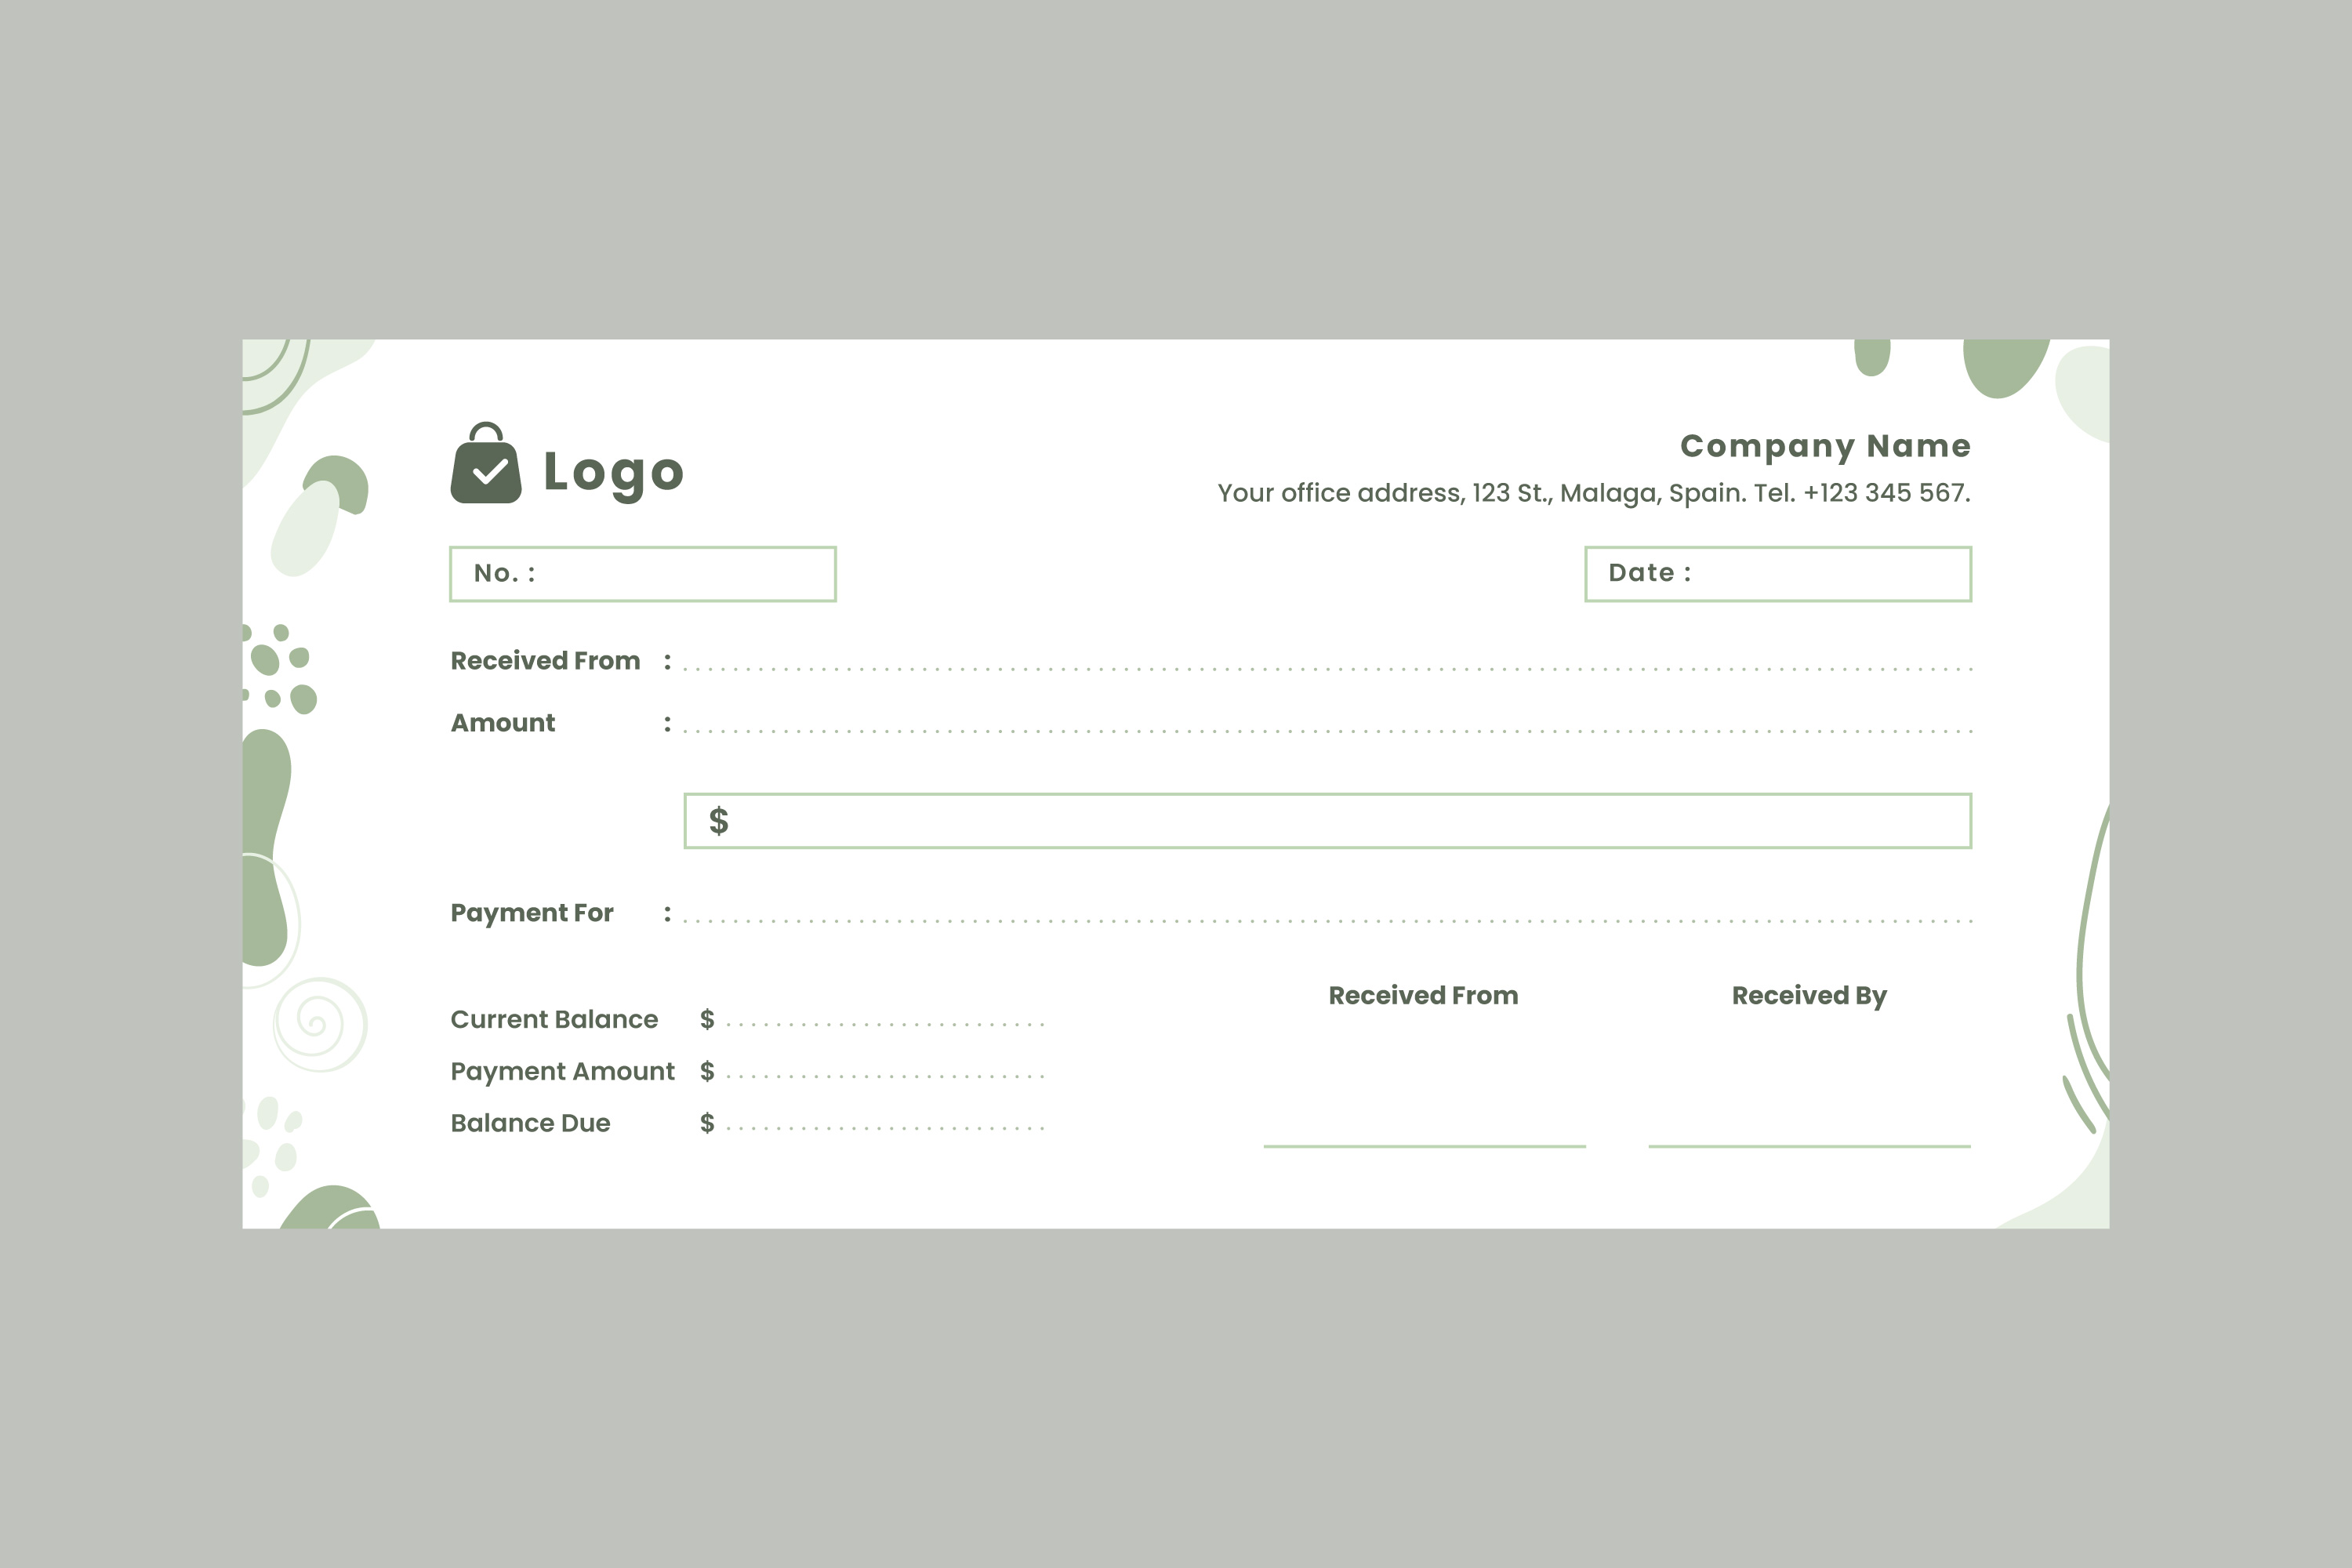 Logo
Company Name
Your office address, 123 St., Malaga, Spain. Tel. +123 345 567.
No. :
Date :
Received From :
Amount :
$
Payment For :
Received From
Received By
Current Balance $
Payment Amount $
Balance Due $